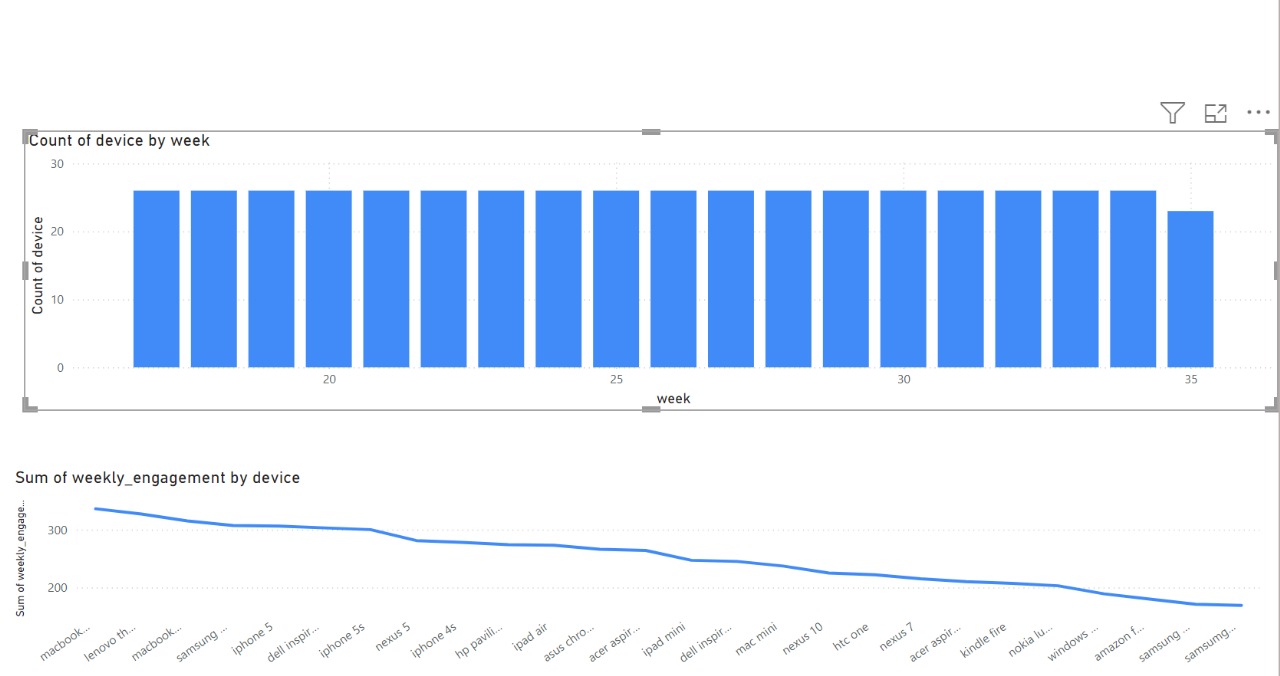 Count of device by week
30
20
10
0
Count of device
20
25
30
35
week
Sum of weekly_engagement by device
Sum of weekly_engage...
300
200
macbook...
lenovo th...
macbook...
samsung ...
iphone 5
dell inspir...
iphone 5s
nexus 5
iphone 4s
hp pavili...
ipad air
asus chro...
acer aspir...
ipad mini
dell inspir...
mac mini
nexus 10
htc one
nexus 7
acer aspir...
kindle fire
nokia lu...
windows ...
amazon f...
samsung ...
samsumg...